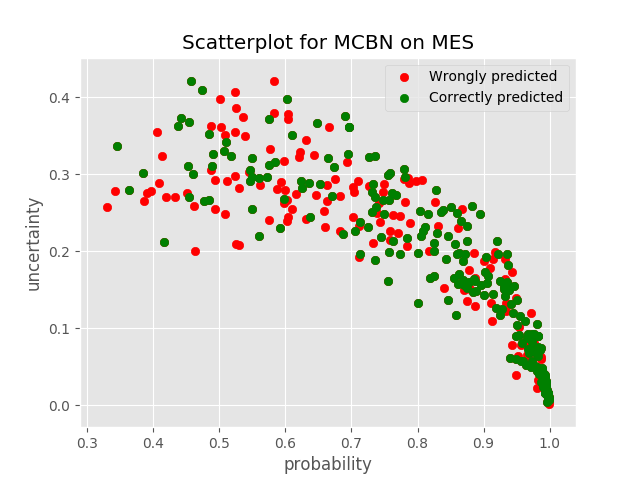 Scatterplot for MCBN on MES
Wrongly predicted
Correctly predicted
uncertainty
0.4
0.3
0.2
0.1
0.0
0.3 0.4 0.5 0.6 0.7 0.8 0.9 1.0
probability